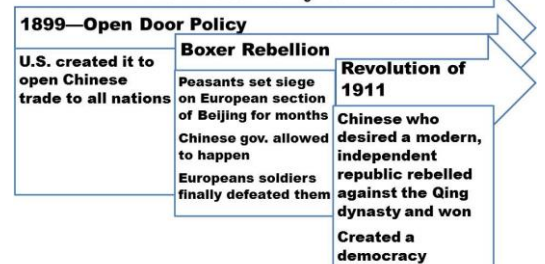 1899—Open Door Policy
U.S. created it to
open Chinese
trade to all nations
Boxer Rebellion
Peasants set siege
on European section
of Beijing for months
Chinese gov. allowed
to happen
Europeans soldiers
finally defeated them
Revolution of
1911
Chinese who
desired a modern,
independent
republic rebelled
against the Qing
dynasty and won
Created a
democracy